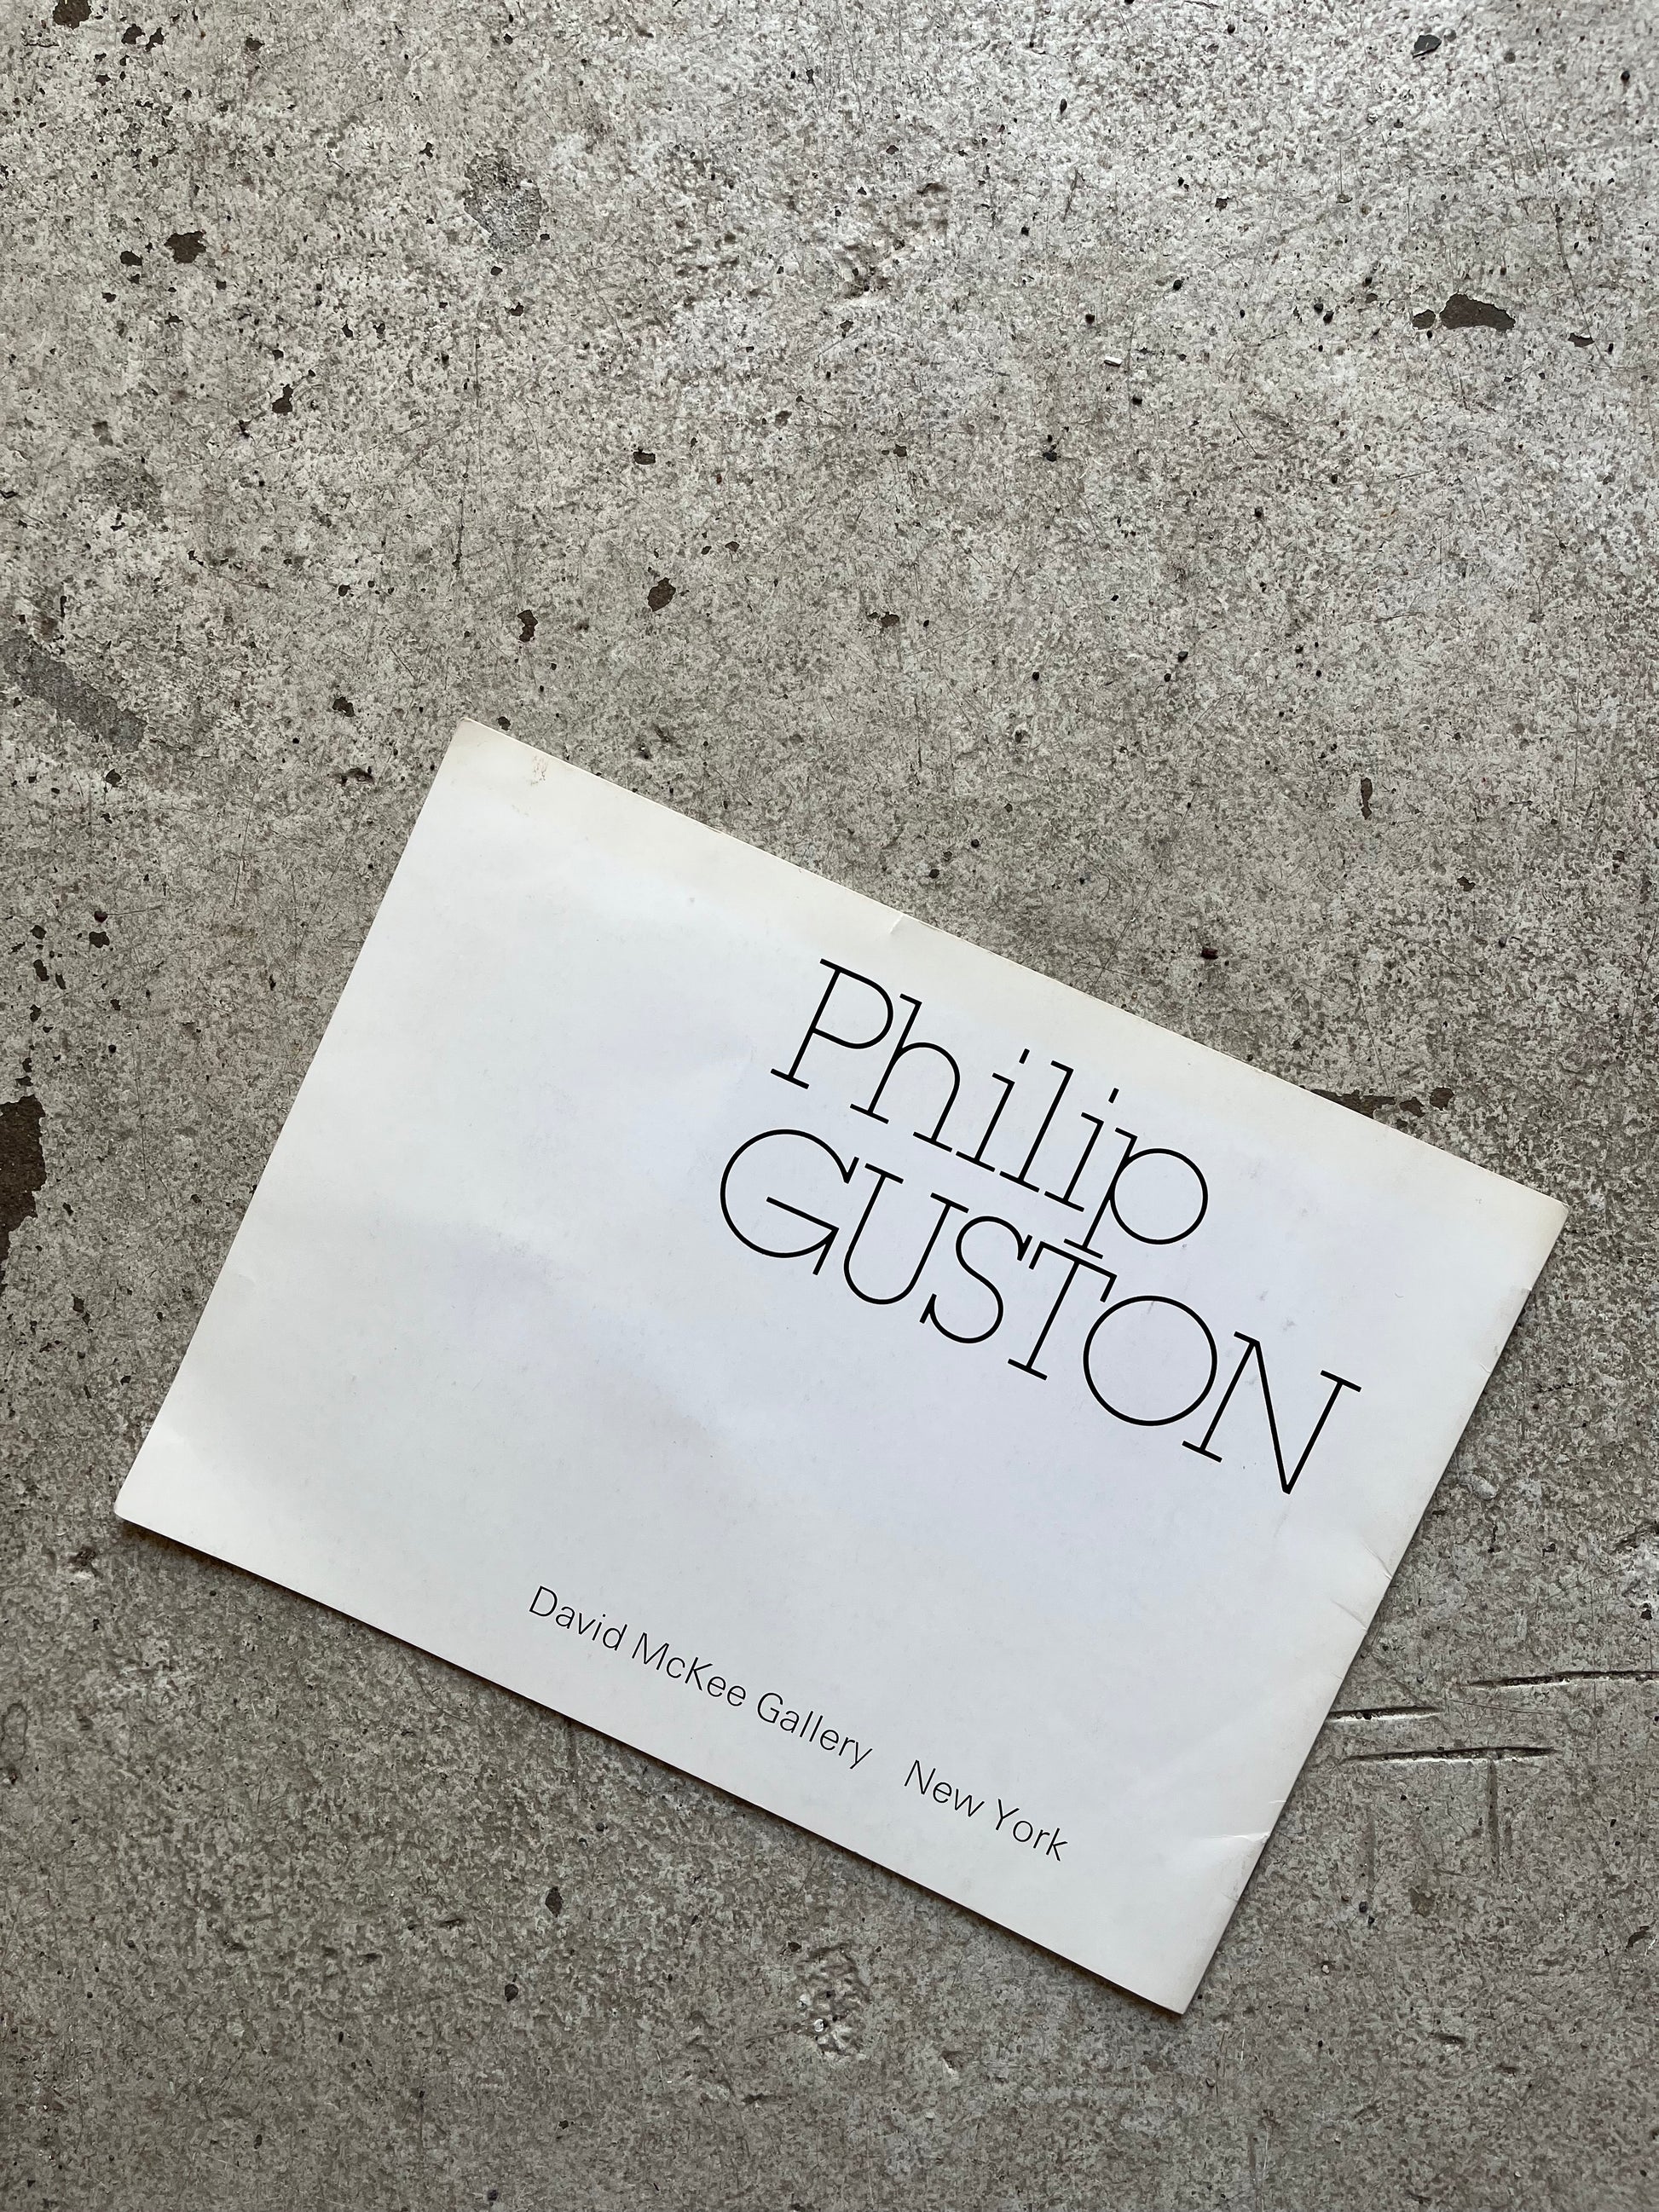 Philip
GUSTON
David McKee Gallery New York